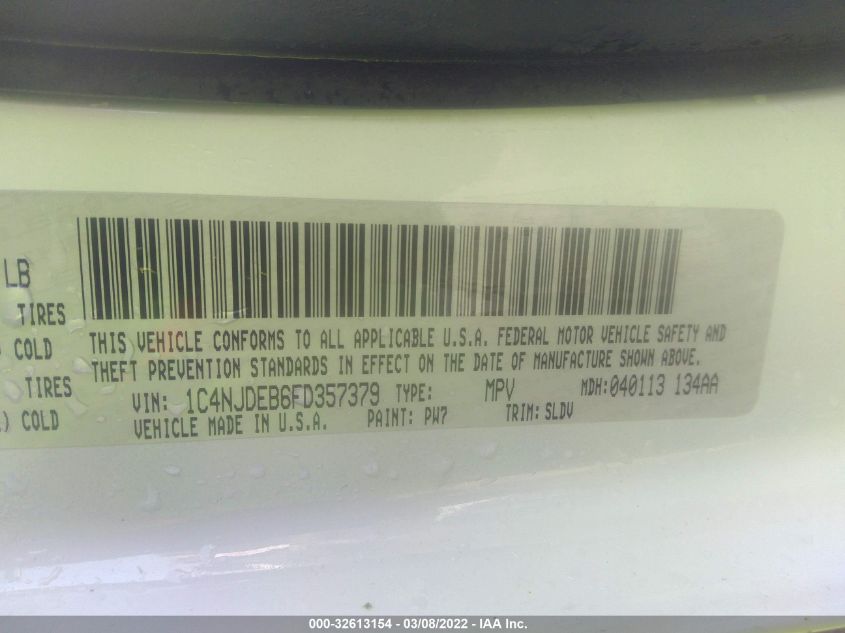 LB
TIRES
COLD
TIRES
) COLD
THIS VEHICLE CONFORMS TO ALL APPLICABLE U.S.A. FEDERAL MOTOR VEHICLE SAFETY AND
THEFT PREVENTION STANDARDS IN EFFECT ON THE DATE OF MANUFACTURE SHOWN ABOVE.
VIN: 1C4NJDEB6FD357379 TYPE: MPV MDH:040113 134AA
VEHICLE MADE IN U.S.A. PAINT: PW7 TRIM: SLDV
000-32613154 - 03/08/2022 - IAA Inc.